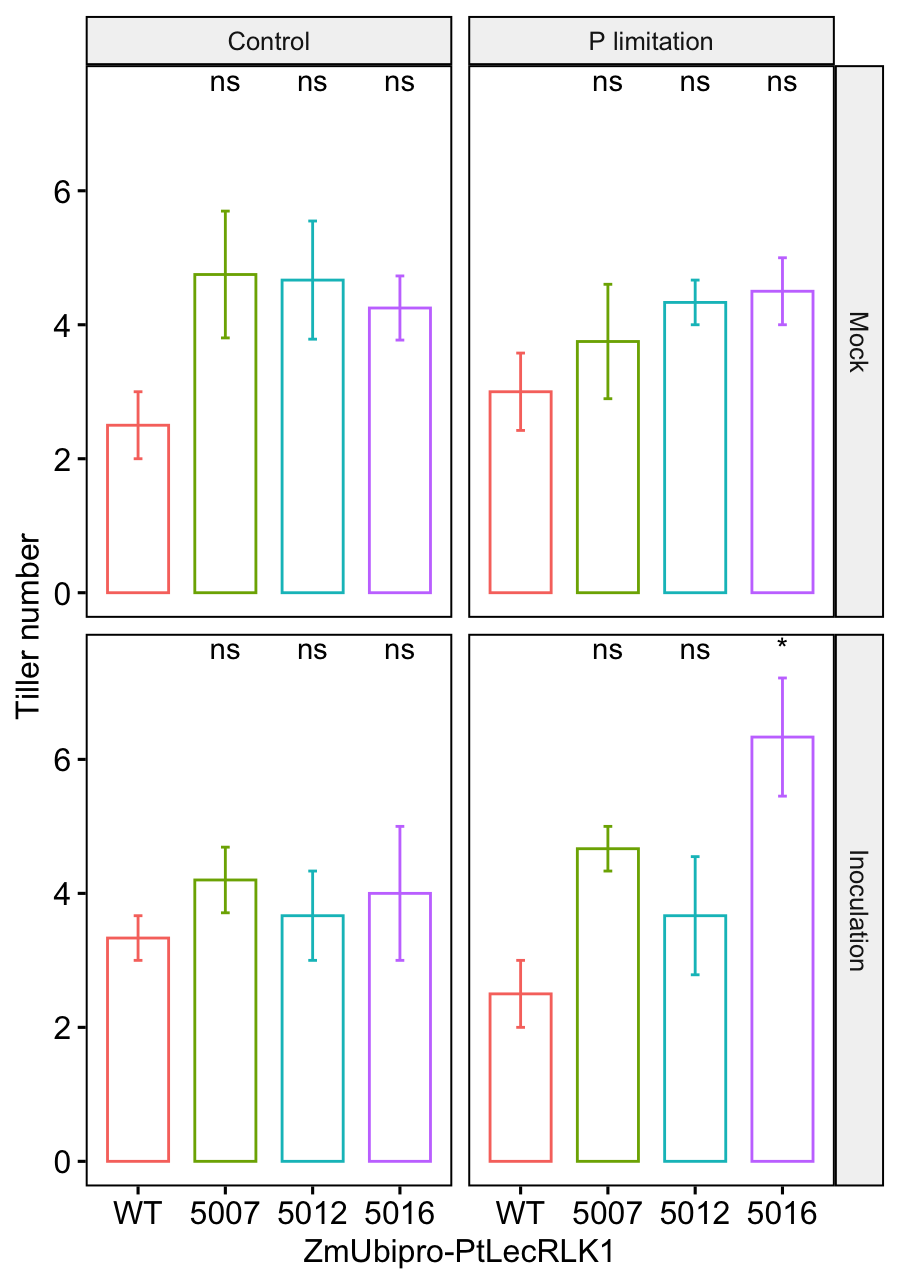 Control P limitation
ns ns ns ns ns ns
6
4
2
0
Mock
Tiller number
ns ns ns ns ns *
6
4
2
0
Inoculation
WT 5007 5012 5016 WT 5007 5012 5016
ZmUbipro-PtLecRLK1